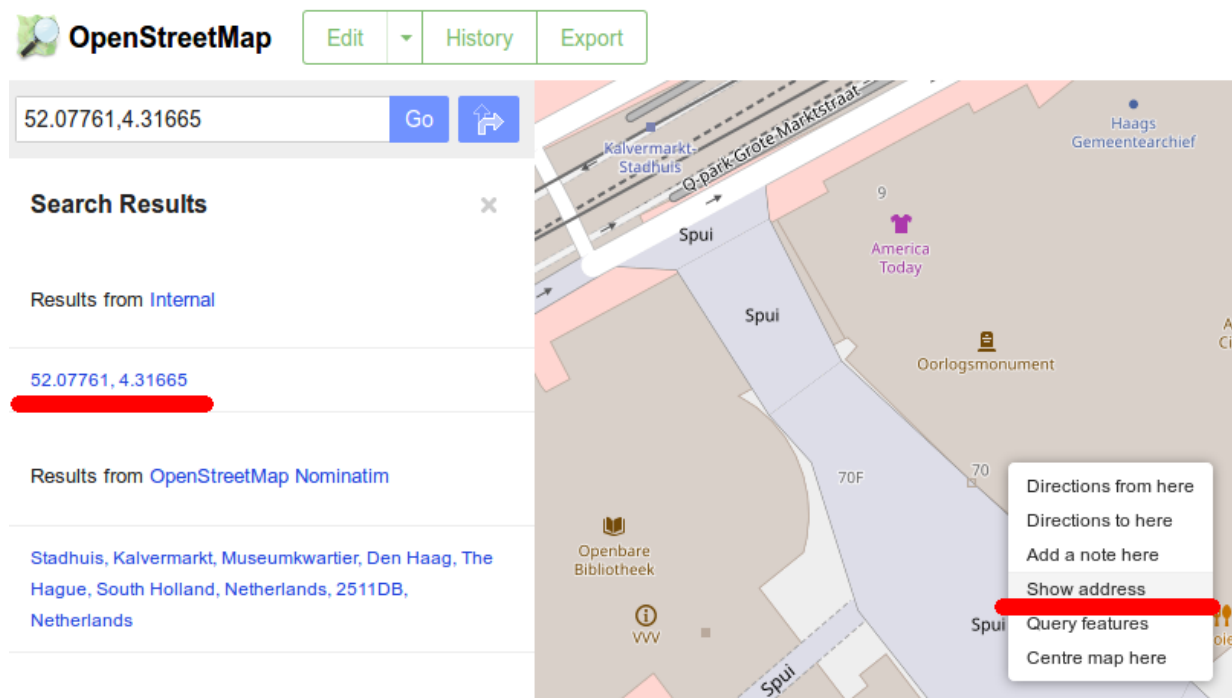 OpenStreetMap
Edit
History
Export
52.07761,4.31665
Go
Search Results
×
Results from Internal
52.07761, 4.31665
Results from OpenStreetMap Nominatim
Stadhuis, Kalvermarkt, Museumkwartier, Den Haag, The
Hague, South Holland, Netherlands, 2511DB,
Netherlands
Kalvermarkt-
Stadhuis
Q-park Grote Marktstraat
Haags
Gemeentearchief
9
America
Today
Spui
Spui
Oorlogsmonument
70F
70
Openbare
Bibliotheek
VVV
Spui
Spui
Directions from here
Directions to here
Add a note here
Show address
Query features
Centre map here